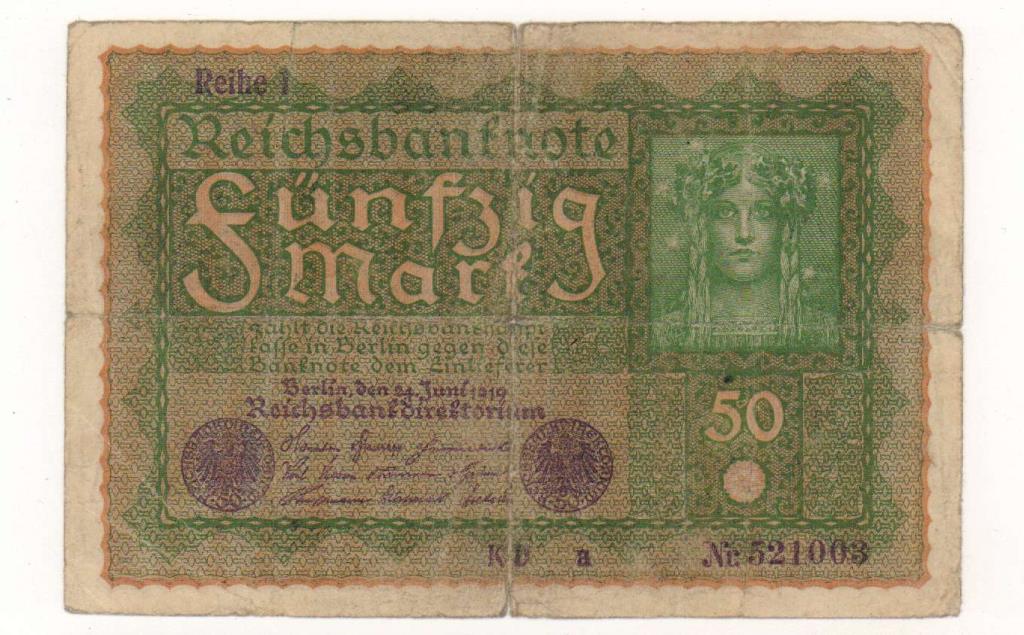 Reihe 1
Reichsbanknote
Fünfzig
Mark
zahlt die Reichsbankhaupt
kasse in Berlin gegen diese
Banknote dem Einlieferer
Berlin, den 24. Juni 1919
Reichsbankdirektorium
50
K D a
Nr. 521003